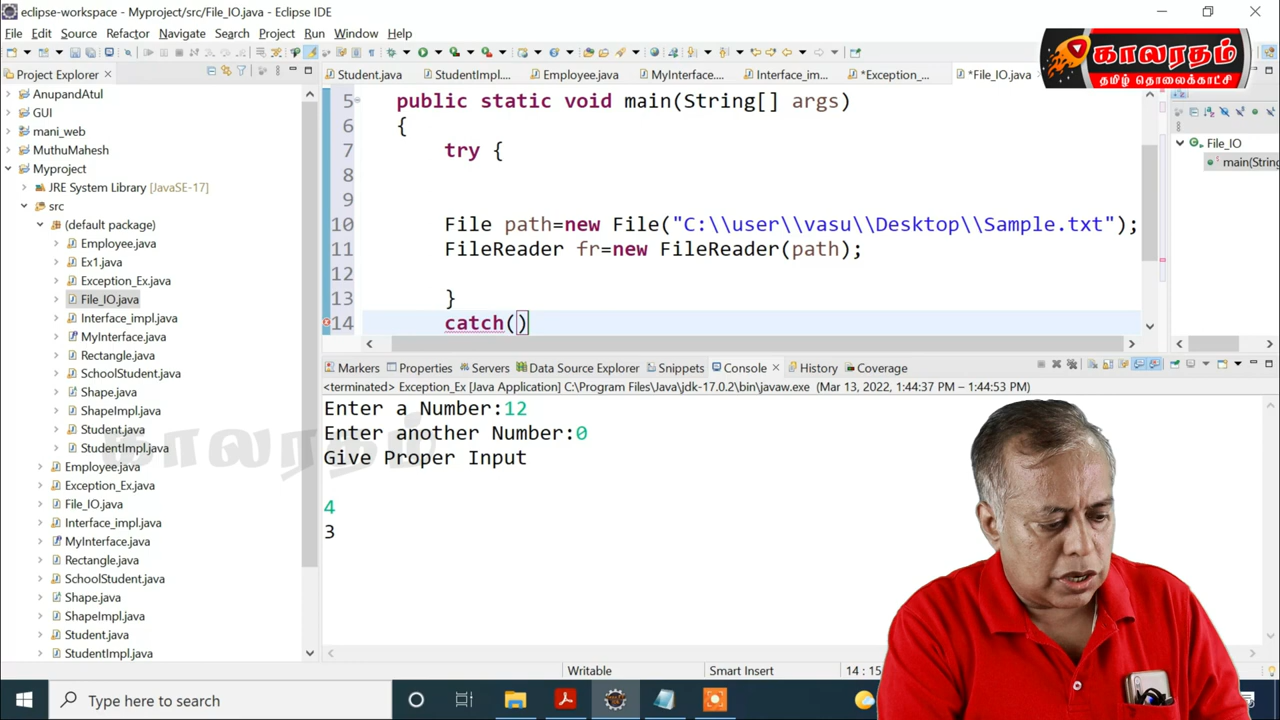 eclipse-workspace - Myproject/src/File_IO.java - Eclipse IDE
File Edit Source Refactor Navigate Search Project Run Window Help
காலரதம்
தமிழ் தொலைக்காட்சி
Project Explorer
Student.java StudentImpl.... Employee.java MyInterface.... Interface_im... *Exception_... *File_IO.java
AnupandAtul
GUI
mani_web
MuthuMahesh
Myproject
JRE System Library [JavaSE-17]
src
(default package)
Employee.java
Ex1.java
Exception_Ex.java
File_IO.java
Interface_impl.java
MyInterface.java
Rectangle.java
SchoolStudent.java
Shape.java
ShapeImpl.java
Student.java
StudentImpl.java
Employee.java
Exception_Ex.java
File_IO.java
Interface_impl.java
MyInterface.java
Rectangle.java
SchoolStudent.java
Shape.java
ShapeImpl.java
Student.java
StudentImpl.java
5 public static void main(String[] args)
6 {
7 try {
8
9
10 File path=new File("C:\\user\\vasu\\Desktop\\Sample.txt");
11 FileReader fr=new FileReader(path);
12
13 }
14 catch()
File_IO
main(String
Markers Properties Servers Data Source Explorer Snippets Console History Coverage
<terminated> Exception_Ex [Java Application] C:\Program Files\Java\jdk-17.0.2\bin\javaw.exe (Mar 13, 2022, 1:44:37 PM – 1:44:53 PM)
Enter a Number:12
Enter another Number:0
Give Proper Input
4
3
காலரதம்
Writable Smart Insert 14 : 15
Type here to search